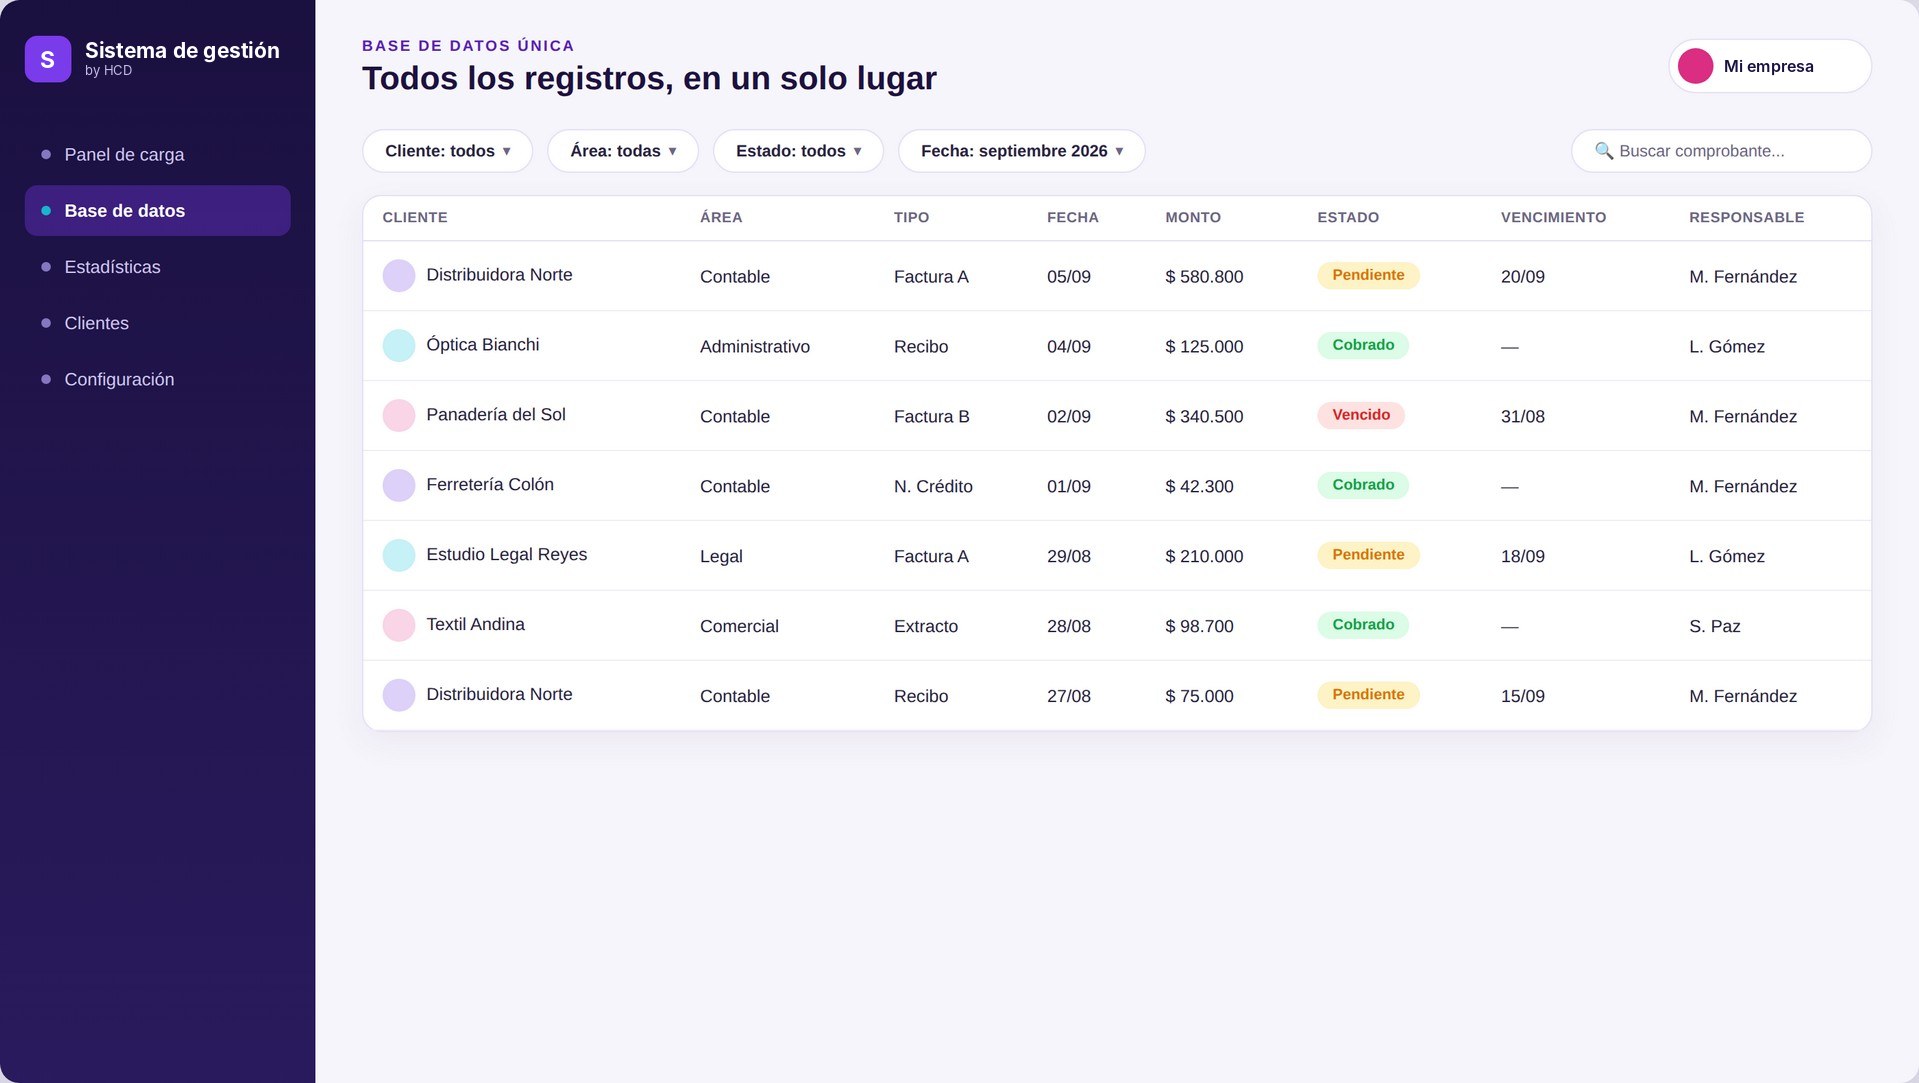 S
Sistema de gestión
by HCD
Panel de carga
Base de datos
Estadísticas
Clientes
Configuración
BASE DE DATOS ÚNICA
Todos los registros, en un solo lugar
Mi empresa
Cliente: todos ▾ Área: todas ▾ Estado: todos ▾ Fecha: septiembre 2026 ▾
🔍 Buscar comprobante...
CLIENTE ÁREA TIPO FECHA MONTO ESTADO VENCIMIENTO RESPONSABLE
Distribuidora Norte Contable Factura A 05/09 $ 580.800 Pendiente 20/09 M. Fernández
Óptica Bianchi Administrativo Recibo 04/09 $ 125.000 Cobrado — L. Gómez
Panadería del Sol Contable Factura B 02/09 $ 340.500 Vencido 31/08 M. Fernández
Ferretería Colón Contable N. Crédito 01/09 $ 42.300 Cobrado — M. Fernández
Estudio Legal Reyes Legal Factura A 29/08 $ 210.000 Pendiente 18/09 L. Gómez
Textil Andina Comercial Extracto 28/08 $ 98.700 Cobrado — S. Paz
Distribuidora Norte Contable Recibo 27/08 $ 75.000 Pendiente 15/09 M. Fernández